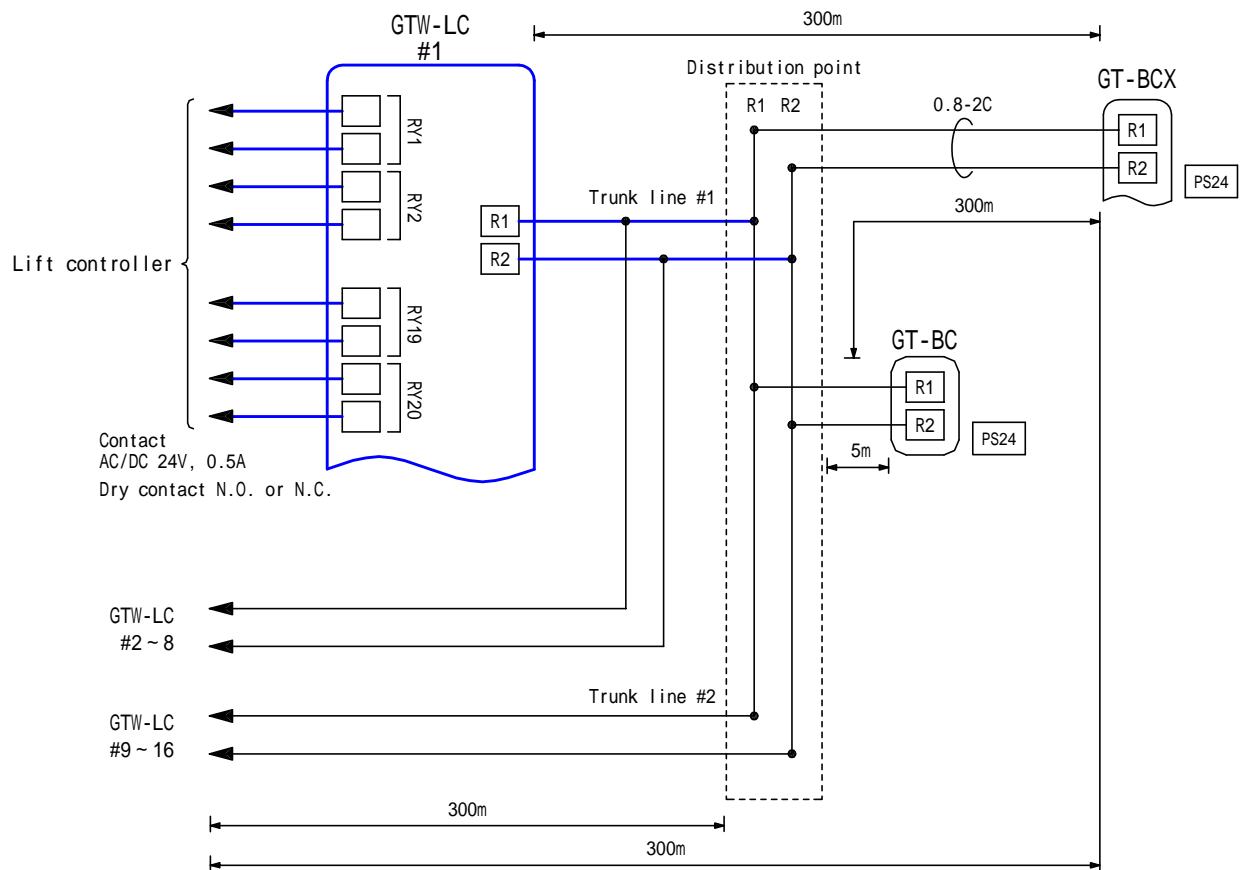 GTW-LC
#1
300m
Distribution point
GT-BCX
R1 R2
0.8-2C
RY1
R1
R2
PS24
RY2
Trunk line #1
300m
R1
R2
Lift controller
RY19
GT-BC
R1
RY20
R2
PS24
5m
Contact
AC/DC 24V, 0.5A
Dry contact N.O. or N.C.
GTW-LC
#2~8
Trunk line #2
GTW-LC
#9~16
300m
300m